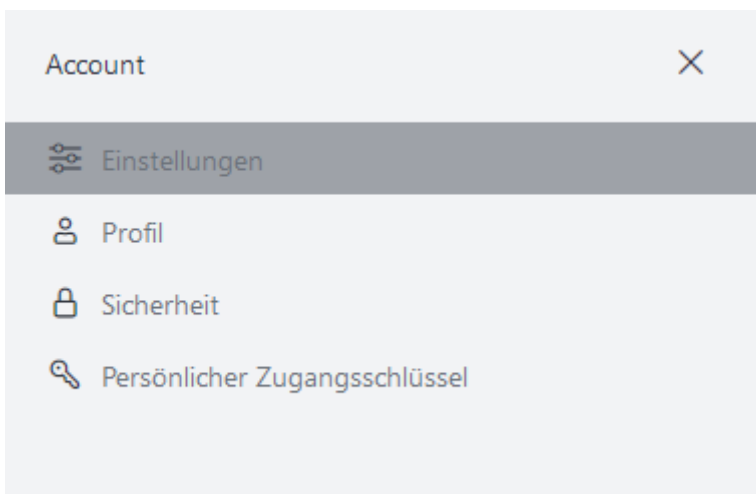 Account
Einstellungen
Profil
Sicherheit
Persönlicher Zugangsschlüssel